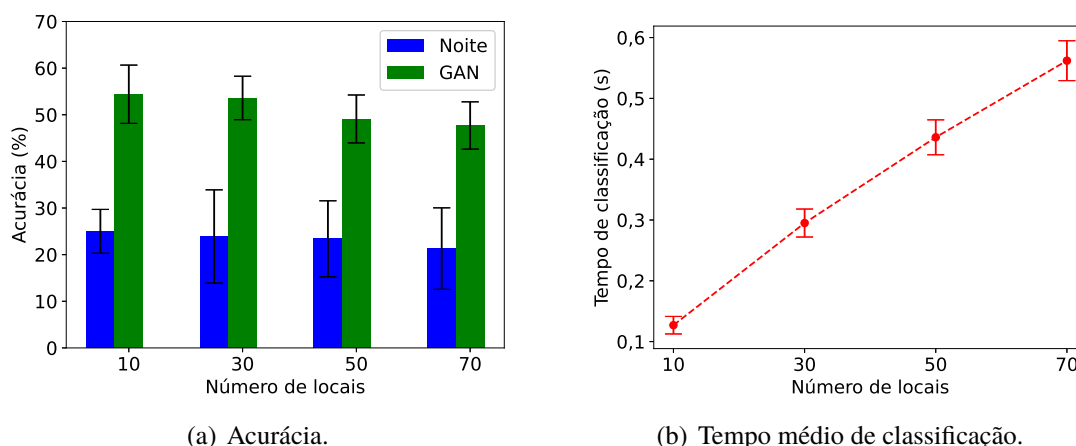 70
60
50
40
30
20
10
0
Acurácia (%)
Noite
GAN
10 30 50 70
Número de locais
(a) Acurácia.
0,6
0,5
0,4
0,3
0,2
0,1
Tempo de classificação (s)
10 30 50 70
Número de locais
(b) Tempo médio de classificação.